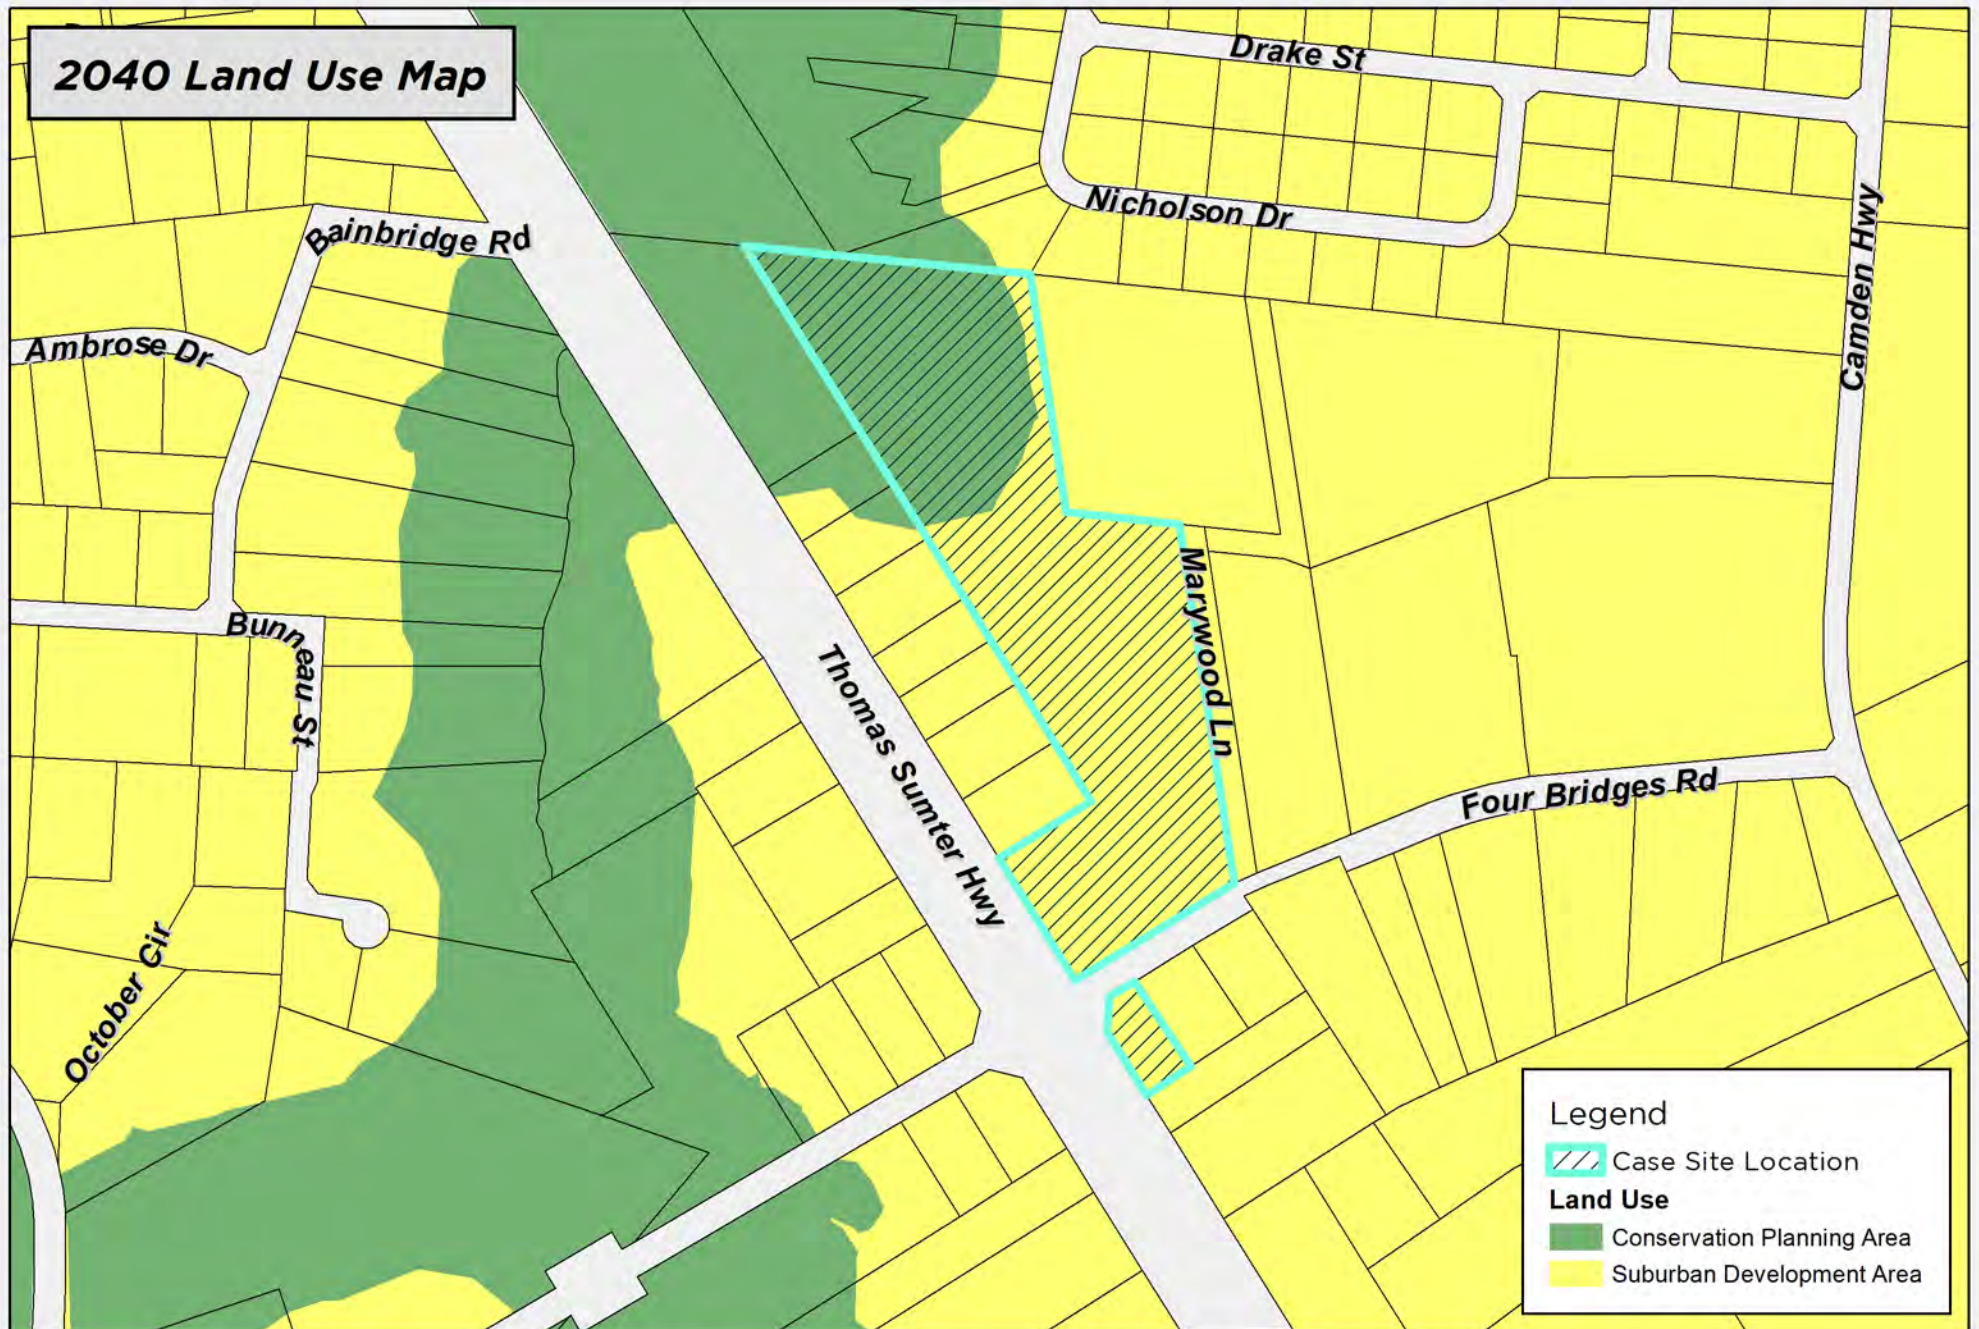 2040 Land Use Map
Drake St
Nicholson Dr
Bainbridge Rd
Camden Hwy
Ambrose Dr
Marywood Ln
Bunneau St
Thomas Sumter Hwy
Four Bridges Rd
October Cir
Legend
Case Site Location
Land Use
Conservation Planning Area
Suburban Development Area